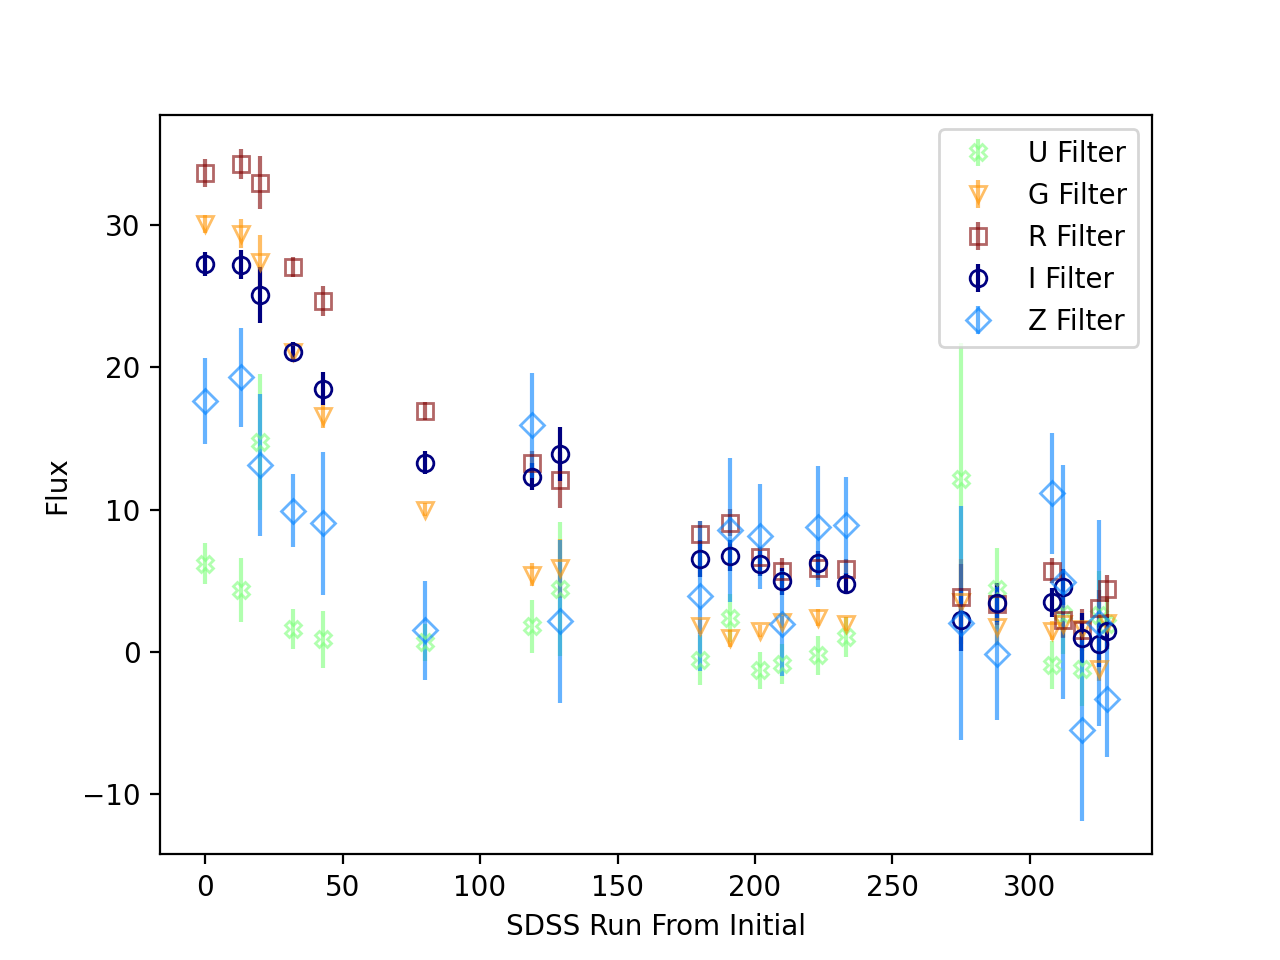 U Filter
G Filter
R Filter
I Filter
Z Filter
30
20
10
0
−10
Flux
0 50 100 150 200 250 300
SDSS Run From Initial